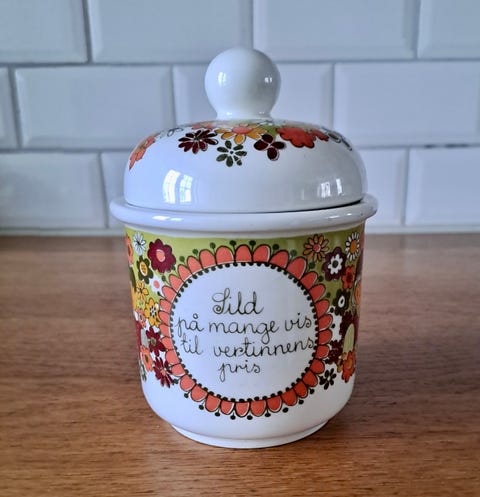 Sild
på mange vis
til vertinnens
pris